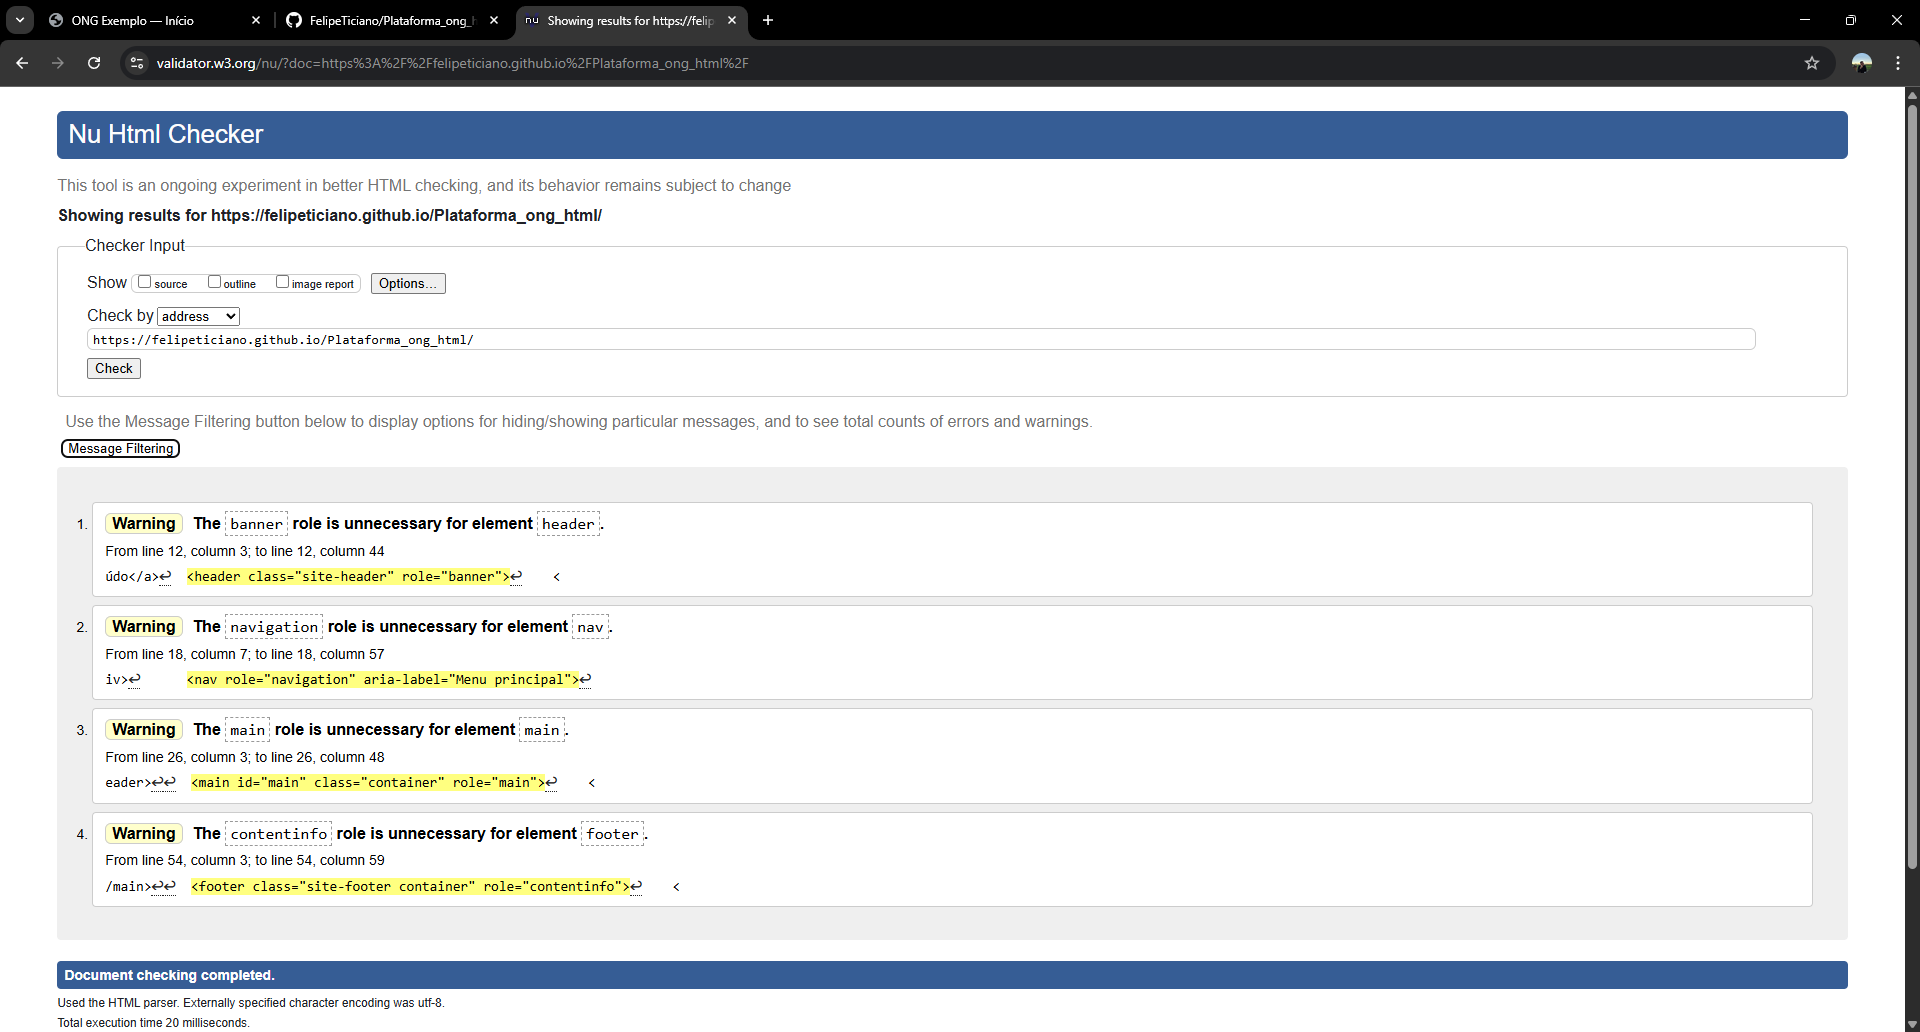 ONG Exemplo — Início
FelipeTiciano/Plataforma_ong_h
nu Showing results for https://felip
validator.w3.org/nu/?doc=https%3A%2F%2Ffelipeticiano.github.io%2FPlataforma_ong_html%2F
Nu Html Checker
This tool is an ongoing experiment in better HTML checking, and its behavior remains subject to change
Showing results for https://felipeticiano.github.io/Plataforma_ong_html/
Checker Input
Show source outline image report Options...
Check by address
https://felipeticiano.github.io/Plataforma_ong_html/
Check
Use the Message Filtering button below to display options for hiding/showing particular messages, and to see total counts of errors and warnings.
Message Filtering
1. Warning The banner role is unnecessary for element header.
From line 12, column 3; to line 12, column 44
údo</a>↩ <header class="site-header" role="banner">↩ <
2. Warning The navigation role is unnecessary for element nav.
From line 18, column 7; to line 18, column 57
iv>↩ <nav role="navigation" aria-label="Menu principal">↩
3. Warning The main role is unnecessary for element main.
From line 26, column 3; to line 26, column 48
eader>↩↩ <main id="main" class="container" role="main">↩ <
4. Warning The contentinfo role is unnecessary for element footer.
From line 54, column 3; to line 54, column 59
/main>↩↩ <footer class="site-footer container" role="contentinfo">↩ <
Document checking completed.
Used the HTML parser. Externally specified character encoding was utf-8.
Total execution time 20 milliseconds.